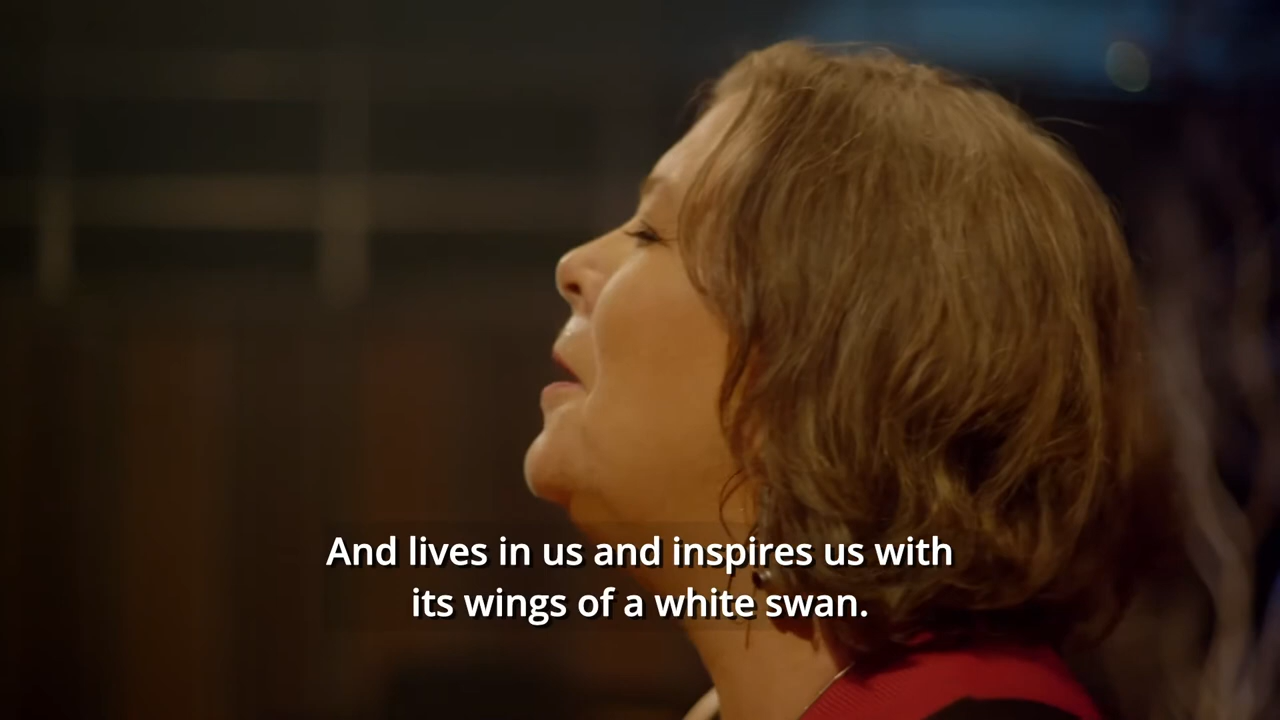 And lives in us and inspires us with
its wings of a white swan.